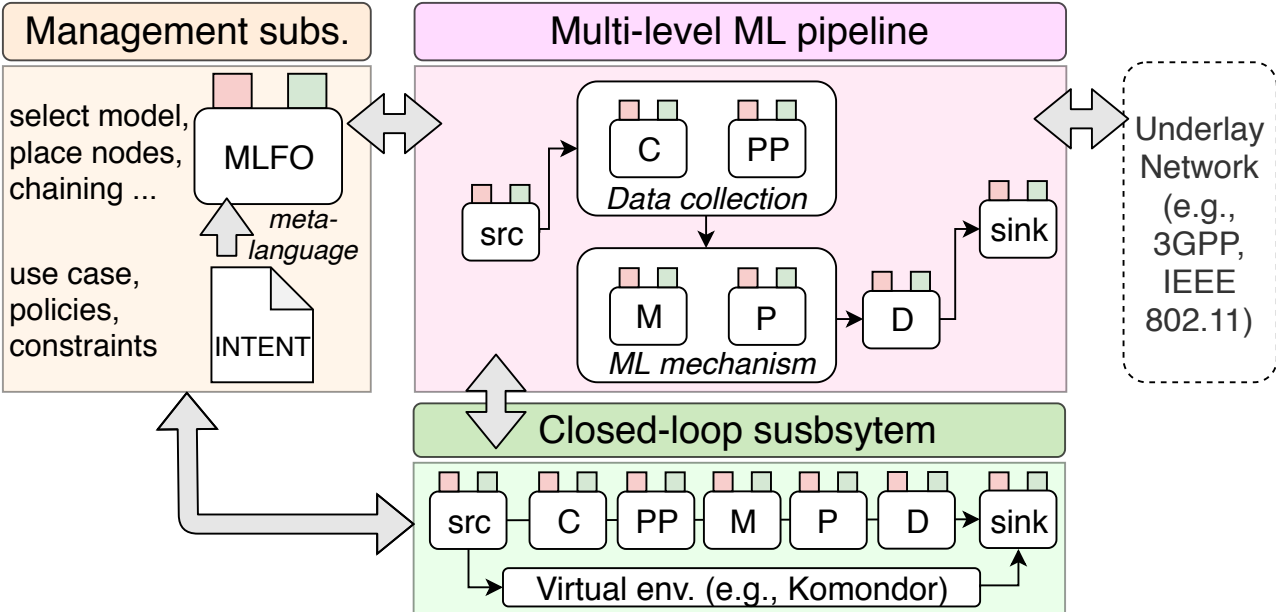 Management subs.
select model,
place nodes,
chaining ...
MLFO
meta-
language
use case,
policies,
constraints
INTENT
Multi-level ML pipeline
src
C
PP
Data collection
M
P
ML mechanism
D
sink
Underlay
Network
(e.g.,
3GPP,
IEEE
802.11)
Closed-loop susbsytem
src
C
PP
M
P
D
sink
Virtual env. (e.g., Komondor)